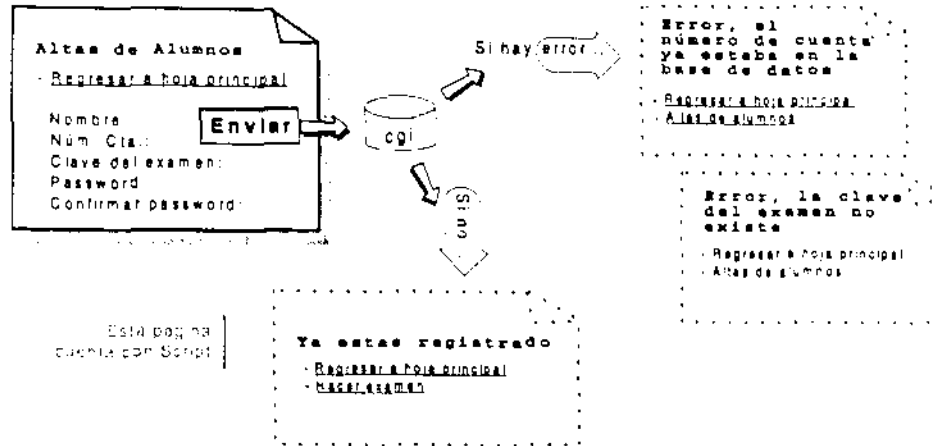 Altas de Alumnos
- Regresar a hoja principal
Nombre
Núm. Cta.:
Clave del examen:
Password
Confirmar password:
Enviar
cgi
Si hay error...
Si no...
Error, el
número de cuenta
ya estaba en la
base de datos
- Regresar a hoja principal
- Altas de alumnos
Error, la clave
del examen no
existe
- Regresar a hoja principal
- Altas de alumnos
Esta pagina
cuenta con Script
Ya estas registrado
- Regresar a hoja principal
- Hacer examen